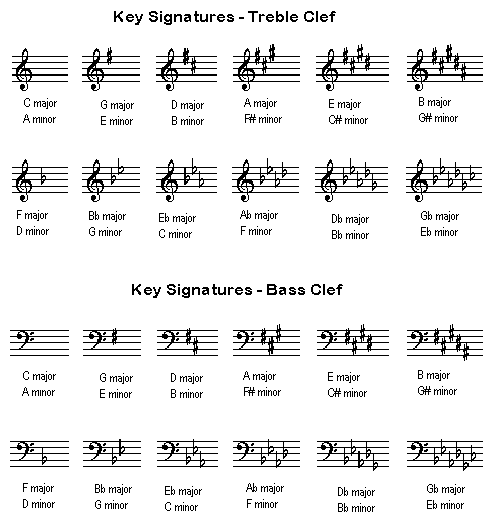 Key Signatures - Treble Clef
C major G major D major A major E major B major
A minor E minor B minor F# minor C# minor G# minor
F major Bb major Eb major Ab major Db major Gb major
D minor G minor C minor F minor Bb minor Eb minor
Key Signatures - Bass Clef
C major G major D major A major E major B major
A minor E minor B minor F# minor C# minor G# minor
F major Bb major Eb major Ab major Db major Gb major
D minor G minor C minor F minor Bb minor Eb minor